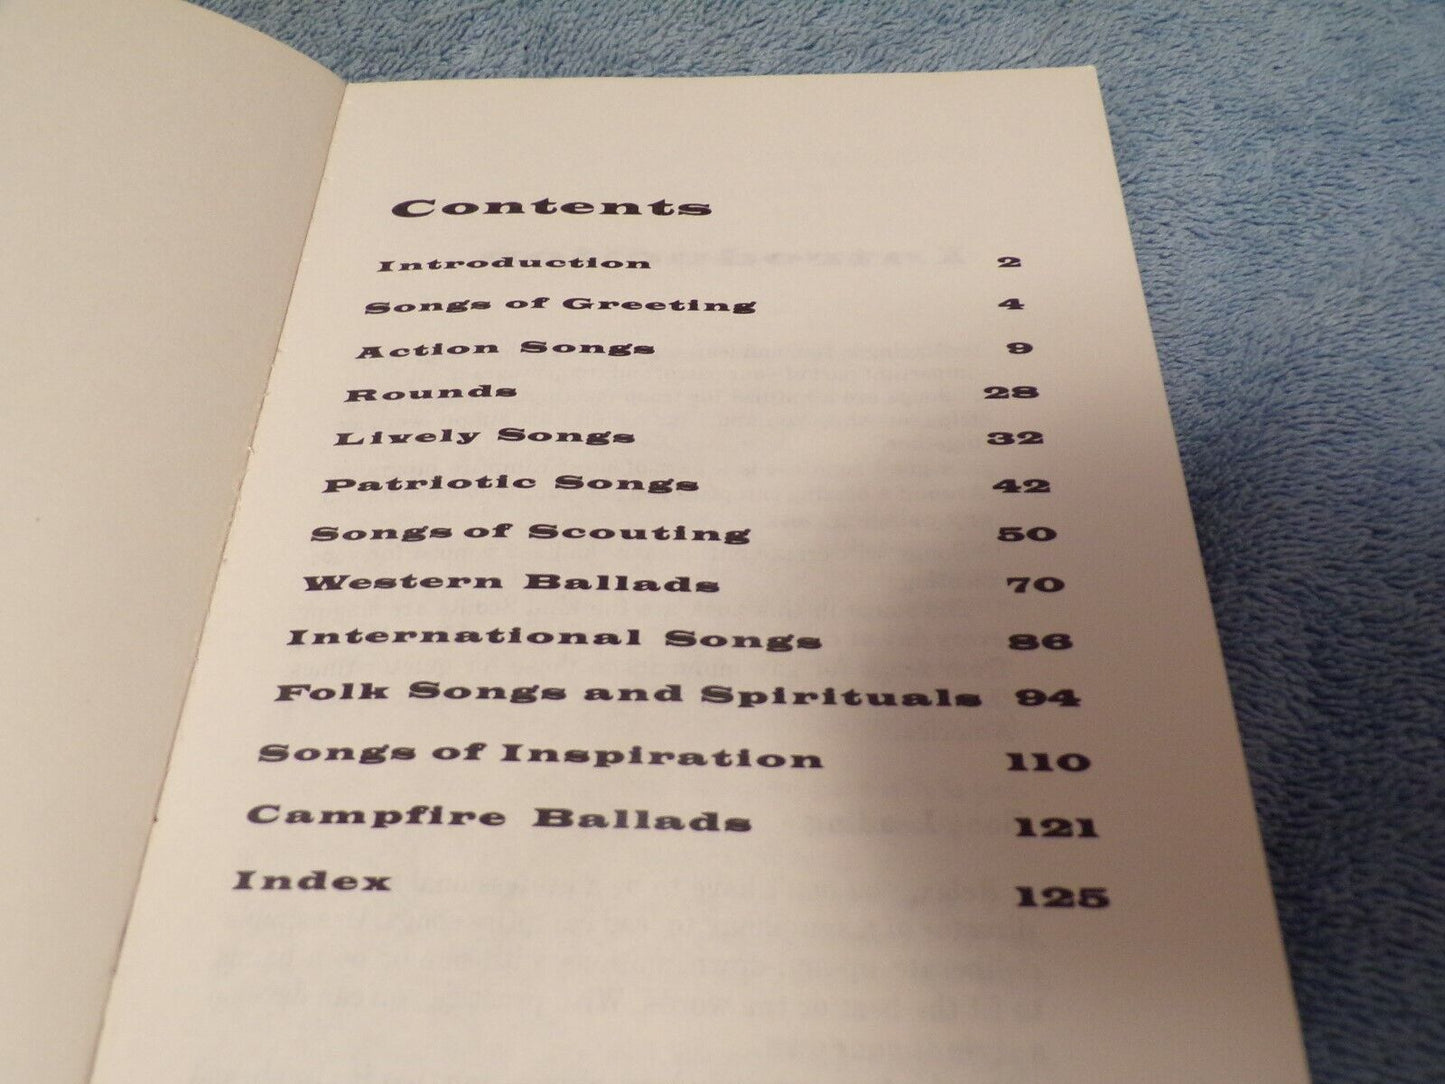 Contents
Introduction 2
Songs of Greeting 4
Action Songs 9
Rounds 28
Lively Songs 32
Patriotic Songs 42
Songs of Scouting 50
Western Ballads 70
International Songs 86
Folk Songs and Spirituals 94
Songs of Inspiration 110
Campfire Ballads 121
Index 125